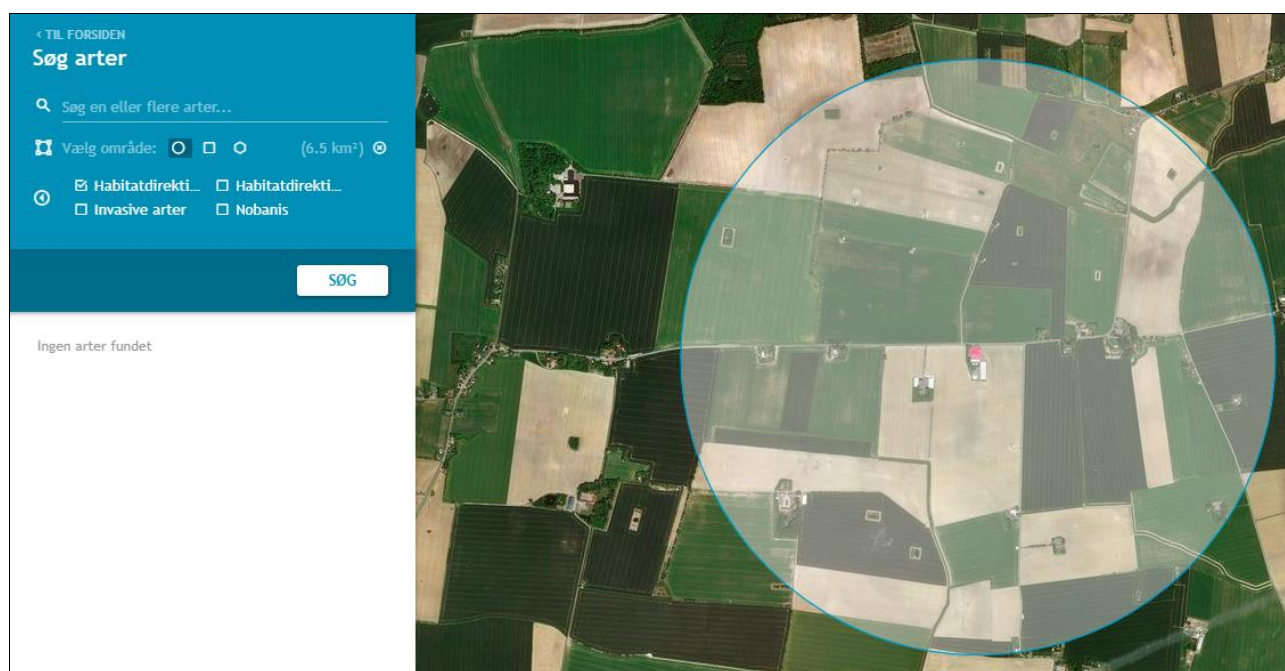 ‹ TIL FORSIDEN
Søg arter
Søg en eller flere arter...
Vælg område: (6.5 km²)
Habitatdirekti... Habitatdirekti...
Invasive arter Nobanis
SØG
Ingen arter fundet